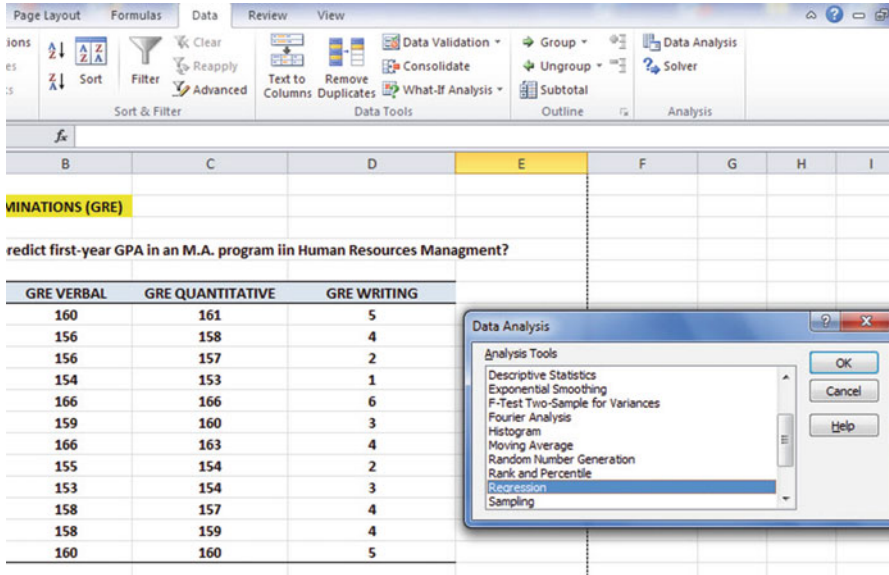 Page Layout Formulas Data Review View
Clear
Reapply
Sort Filter Advanced
Text to Columns
Remove Duplicates
Data Validation
Consolidate
What-If Analysis
Group
Ungroup
Subtotal
Data Analysis
Solver
Sort & Filter Data Tools Outline Analysis
fx
B C D E F G H I
MINATIONS (GRE)
redict first-year GPA in an M.A. program iin Human Resources Managment?
GRE VERBAL GRE QUANTITATIVE GRE WRITING
160 161 5
156 158 4
156 157 2
154 153 1
166 166 6
159 160 3
166 163 4
155 154 2
153 154 3
158 157 4
158 159 4
160 160 5
Data Analysis
Analysis Tools
Descriptive Statistics
Exponential Smoothing
F-Test Two-Sample for Variances
Fourier Analysis
Histogram
Moving Average
Random Number Generation
Rank and Percentile
Regression
Sampling
OK
Cancel
Help